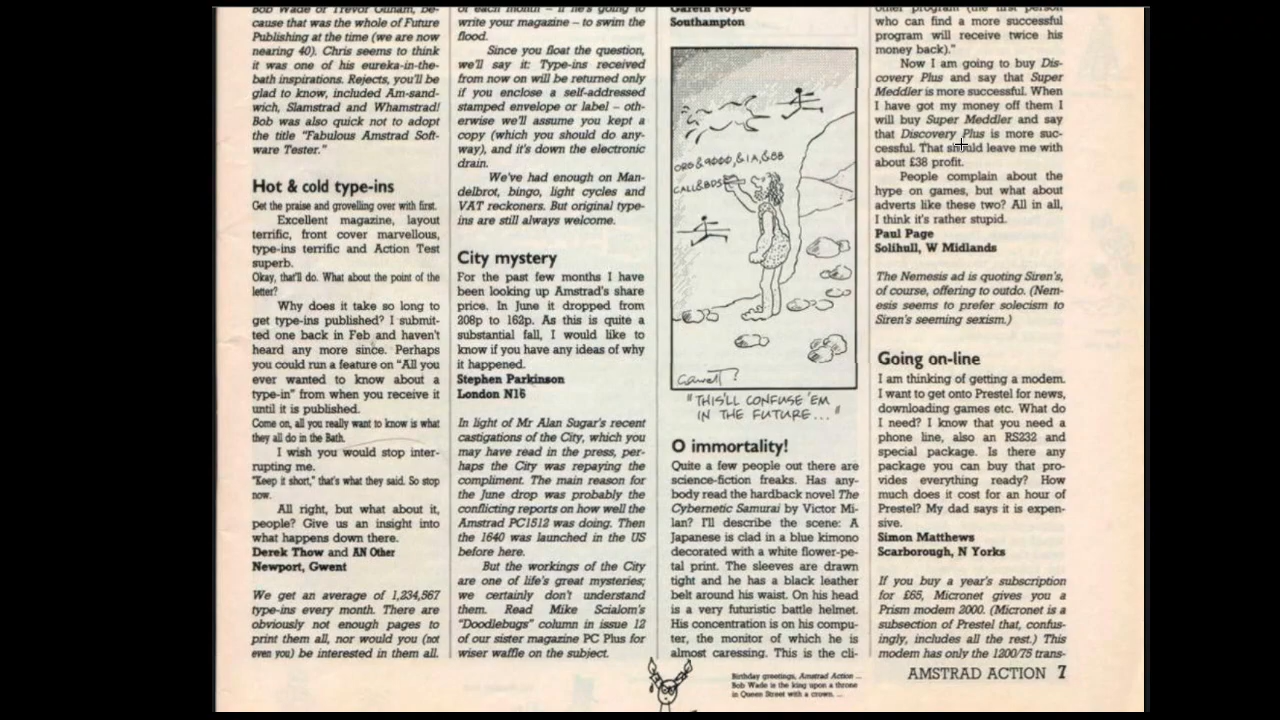 Bob Wade or Trevor Gilham, be-
cause that was the whole of Future
Publishing at the time (we are now
nearing 40). Chris seems to think
it was one of his eureka-in-the-
bath inspirations. Rejects, you'll be
glad to know, included Am-sand-
wich, Slamstrad and Whamstrad!
Bob was also quick not to adopt
the title "Fabulous Amstrad Soft-
ware Tester."
Hot & cold type-ins
Get the praise and grovelling over with first.
Excellent magazine, layout
terrific, front cover marvellous,
type-ins terrific and Action Test
superb.
Okay, that'll do. What about the point of the
letter?
Why does it take so long to
get type-ins published? I submit-
ted one back in Feb and haven't
heard any more since. Perhaps
you could run a feature on "All you
ever wanted to know about a
type-in" from when you receive it
until it is published.
Come on, all you really want to know is what
they all do in the Bath.
I wish you would stop inter-
rupting me.
"Keep it short," that's what they said. So stop
now.
All right, but what about it,
people? Give us an insight into
what happens down there.
Derek Thow and AN Other
Newport, Gwent
We get an average of 1,234,567
type-ins every month. There are
obviously not enough pages to
print them all, nor would you (not
even you) be interested in them all.
of each month – if he's going to
write your magazine – to swim the
flood.
Since you float the question,
we'll say it: Type-ins received
from now on will be returned only
if you enclose a self-addressed
stamped envelope or label – oth-
erwise we'll assume you kept a
copy (which you should do any-
way), and it's down the electronic
drain.
We've had enough on Man-
delbrot, bingo, light cycles and
VAT reckoners. But original type-
ins are still always welcome.
City mystery
For the past few months I have
been looking up Amstrad's share
price. In June it dropped from
208p to 162p. As this is quite a
substantial fall, I would like to
know if you have any ideas of why
it happened.
Stephen Parkinson
London N16
In light of Mr Alan Sugar's recent
castigations of the City, which you
may have read in the press, per-
haps the City was repaying the
compliment. The main reason for
the June drop was probably the
conflicting reports on how well the
Amstrad PC1512 was doing. Then
the 1640 was launched in the US
before here.
But the workings of the City
are one of life's great mysteries;
we certainly don't understand
them. Read Mike Scialom's
"Doodlebugs" column in issue 12
of our sister magazine PC Plus for
wiser waffle on the subject.
Gareth Noyce
Southampton
ORG &9000,&1A,&BB
CALL&BD5
"THIS'LL CONFUSE 'EM
IN THE FUTURE..."
O immortality!
Quite a few people out there are
science-fiction freaks. Has any-
body read the hardback novel The
Cybernetic Samurai by Victor Mi-
lan? I'll describe the scene: A
Japanese is clad in a blue kimono
decorated with a white flower-pe-
tal print. The sleeves are drawn
tight and he has a black leather
belt around his waist. On his head
is a very futuristic battle helmet.
His concentration is on his compu-
ter, the monitor of which he is
almost caressing. This is the cli-
other program (the first person
who can find a more successful
program will receive twice his
money back)."
Now I am going to buy Dis-
covery Plus and say that Super
Meddler is more successful. When
I have got my money off them I
will buy Super Meddler and say
that Discovery Plus is more suc-
cessful. That should leave me with
about £38 profit.
People complain about the
hype on games, but what about
adverts like these two? All in all,
I think it's rather stupid.
Paul Page
Solihull, W Midlands
The Nemesis ad is quoting Siren's,
of course, offering to outdo. (Nem-
esis seems to prefer solecism to
Siren's seeming sexism.)
Going on-line
I am thinking of getting a modem.
I want to get onto Prestel for news,
downloading games etc. What do
I need? I know that you need a
phone line, also an RS232 and
special package. Is there any
package you can buy that pro-
vides everything ready? How
much does it cost for an hour of
Prestel? My dad says it is expen-
sive.
Simon Matthews
Scarborough, N Yorks
If you buy a year's subscription
for £65, Micronet gives you a
Prism modem 2000. (Micronet is a
subsection of Prestel that, confus-
ingly, includes all the rest.) This
modem has only the 1200/75 trans-
Birthday greetings, Amstrad Action ...
Bob Wade is the king upon a throne
in Queen Street with a crown. ...
AMSTRAD ACTION 7